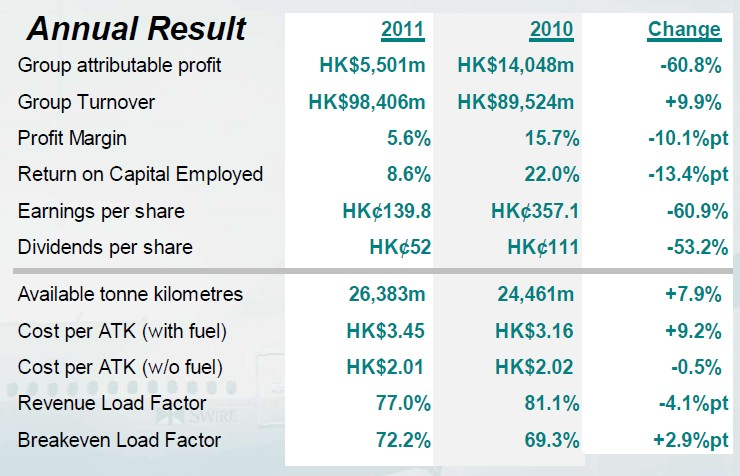 Annual Result 2011 2010 Change
Group attributable profit HK$5,501m HK$14,048m -60.8%
Group Turnover HK$98,406m HK$89,524m +9.9%
Profit Margin 5.6% 15.7% -10.1%pt
Return on Capital Employed 8.6% 22.0% -13.4%pt
Earnings per share HK¢139.8 HK¢357.1 -60.9%
Dividends per share HK¢52 HK¢111 -53.2%
Available tonne kilometres 26,383m 24,461m +7.9%
Cost per ATK (with fuel) HK$3.45 HK$3.16 +9.2%
Cost per ATK (w/o fuel) HK$2.01 HK$2.02 -0.5%
Revenue Load Factor 77.0% 81.1% -4.1%pt
SWIRE
Breakeven Load Factor 72.2% 69.3% +2.9%pt